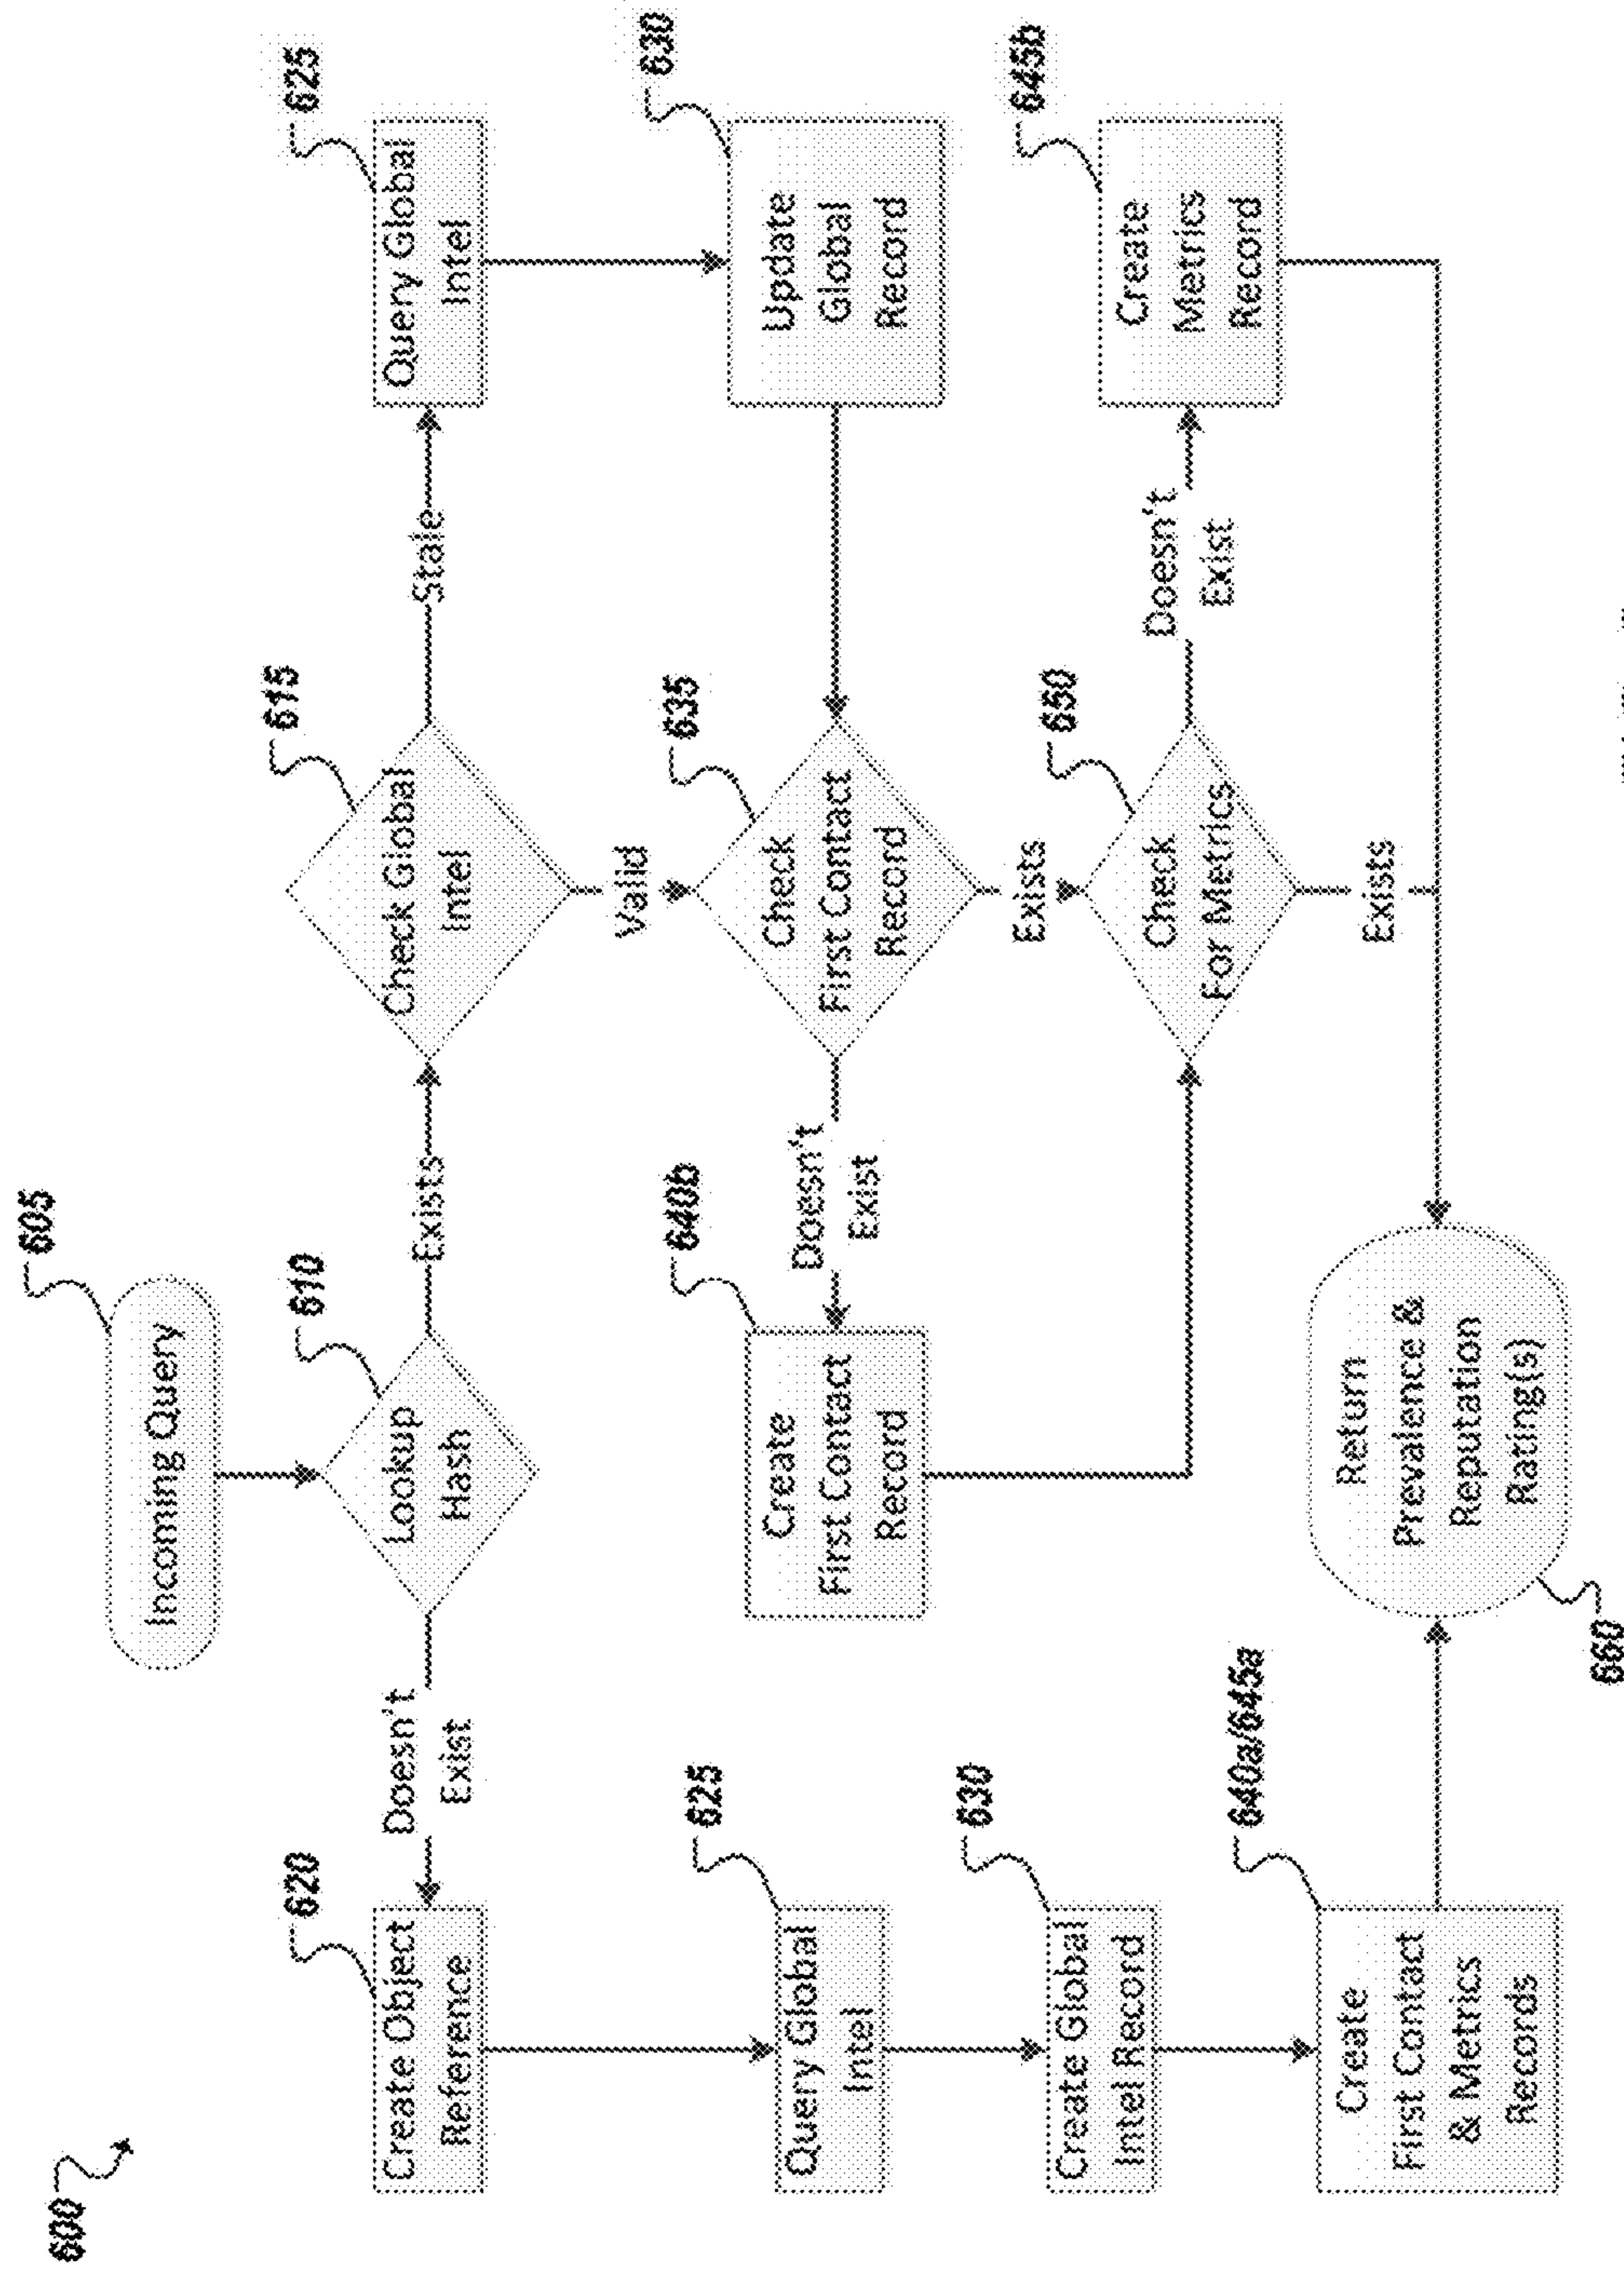 600
605
Incoming Query
610
Lookup
Hash
Exists
615
Check Global
Intel
Stale
625
Query Global
Intel
Doesn't
Exist
620
Create Object
Reference
Valid
630
Update
Global
Record
635
Check
First Contact
Record
Doesn't
Exist
640b
Create
First Contact
Record
625
Query Global
Intel
Exists
650
Check
For Metrics
Doesn't
Exist
645b
Create
Metrics
Record
630
Create Global
Intel Record
Exists
640a/645a
Create
First Contact
& Metrics
Records
Return
Prevalence &
Reputation
Rating(s)
660